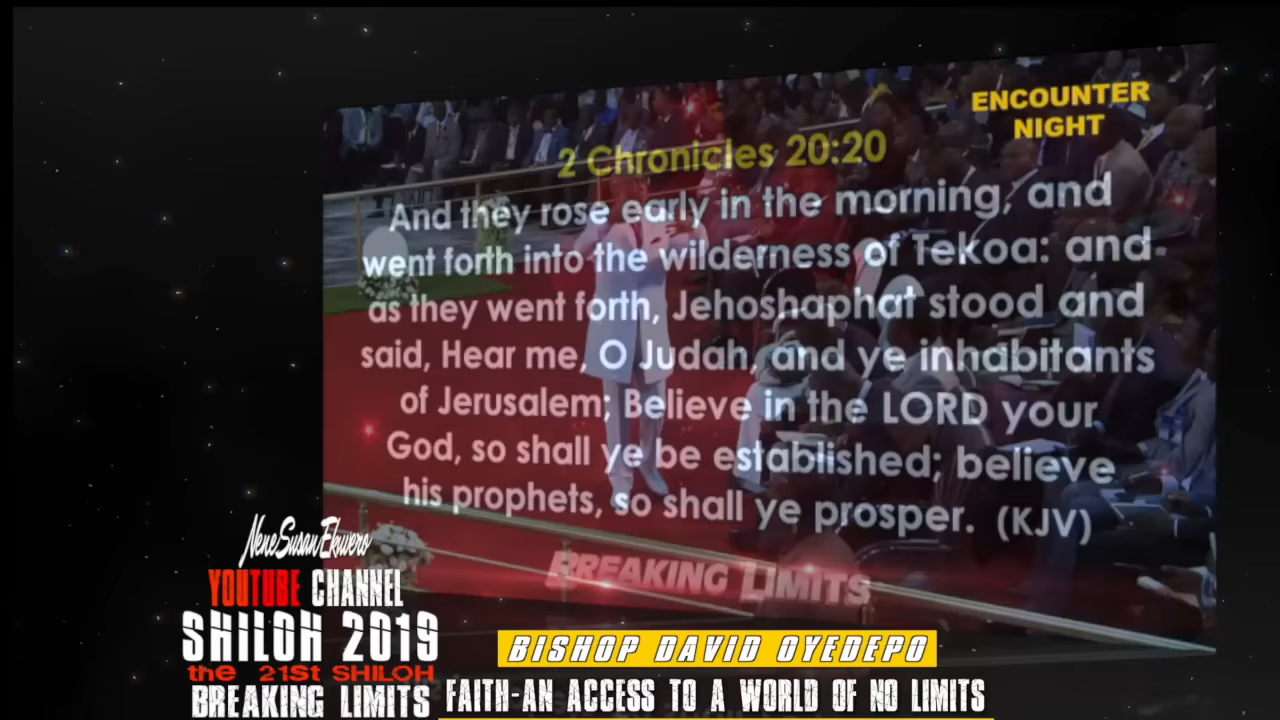 ENCOUNTER
NIGHT
2 Chronicles 20:20
And they rose early in the morning, and
went forth into the wilderness of Tekoa: and
as they went forth, Jehoshaphat stood and
said, Hear me, O Judah, and ye inhabitants
of Jerusalem; Believe in the LORD your
God, so shall ye be established; believe
his prophets, so shall ye prosper. (KJV)
BREAKING LIMITS
NeneSusanEkwero
YOUTUBE CHANNEL
SHILOH 2019
the 21st SHILOH
BREAKING LIMITS
BISHOP DAVID OYEDEPO
FAITH-AN ACCESS TO A WORLD OF NO LIMITS